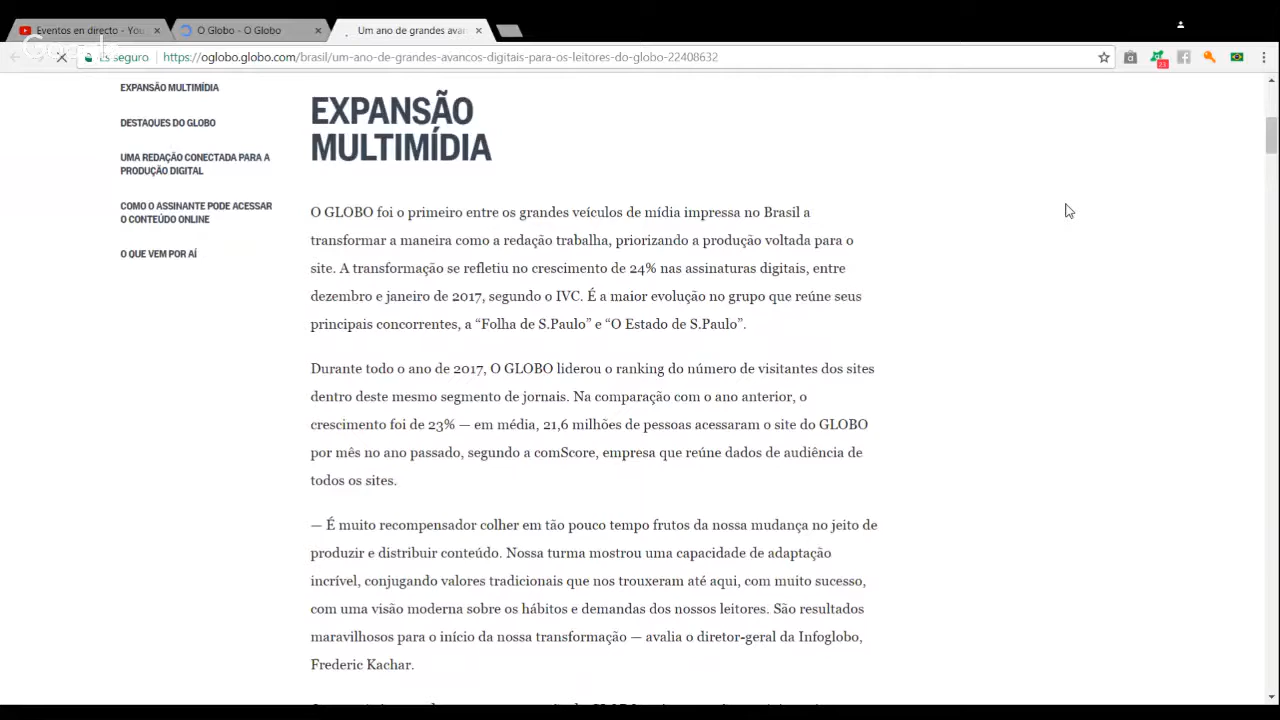 Eventos en directo - You
O Globo - O Globo
Um ano de grandes avan
Es seguro
https://oglobo.globo.com/brasil/um-ano-de-grandes-avancos-digitais-para-os-leitores-do-globo-22408632
EXPANSÃO MULTIMÍDIA
DESTAQUES DO GLOBO
UMA REDAÇÃO CONECTADA PARA A
PRODUÇÃO DIGITAL
COMO O ASSINANTE PODE ACESSAR
O CONTEÚDO ONLINE
O QUE VEM POR AÍ
EXPANSÃO
MULTIMÍDIA
O GLOBO foi o primeiro entre os grandes veículos de mídia impressa no Brasil a
transformar a maneira como a redação trabalha, priorizando a produção voltada para o
site. A transformação se refletiu no crescimento de 24% nas assinaturas digitais, entre
dezembro e janeiro de 2017, segundo o IVC. É a maior evolução no grupo que reúne seus
principais concorrentes, a “Folha de S.Paulo” e “O Estado de S.Paulo”.
Durante todo o ano de 2017, O GLOBO liderou o ranking do número de visitantes dos sites
dentro deste mesmo segmento de jornais. Na comparação com o ano anterior, o
crescimento foi de 23% — em média, 21,6 milhões de pessoas acessaram o site do GLOBO
por mês no ano passado, segundo a comScore, empresa que reúne dados de audiência de
todos os sites.
— É muito recompensador colher em tão pouco tempo frutos da nossa mudança no jeito de
produzir e distribuir conteúdo. Nossa turma mostrou uma capacidade de adaptação
incrível, conjugando valores tradicionais que nos trouxeram até aqui, com muito sucesso,
com uma visão moderna sobre os hábitos e demandas dos nossos leitores. São resultados
maravilhosos para o início da nossa transformação — avalia o diretor-geral da Infoglobo,
Frederic Kachar.